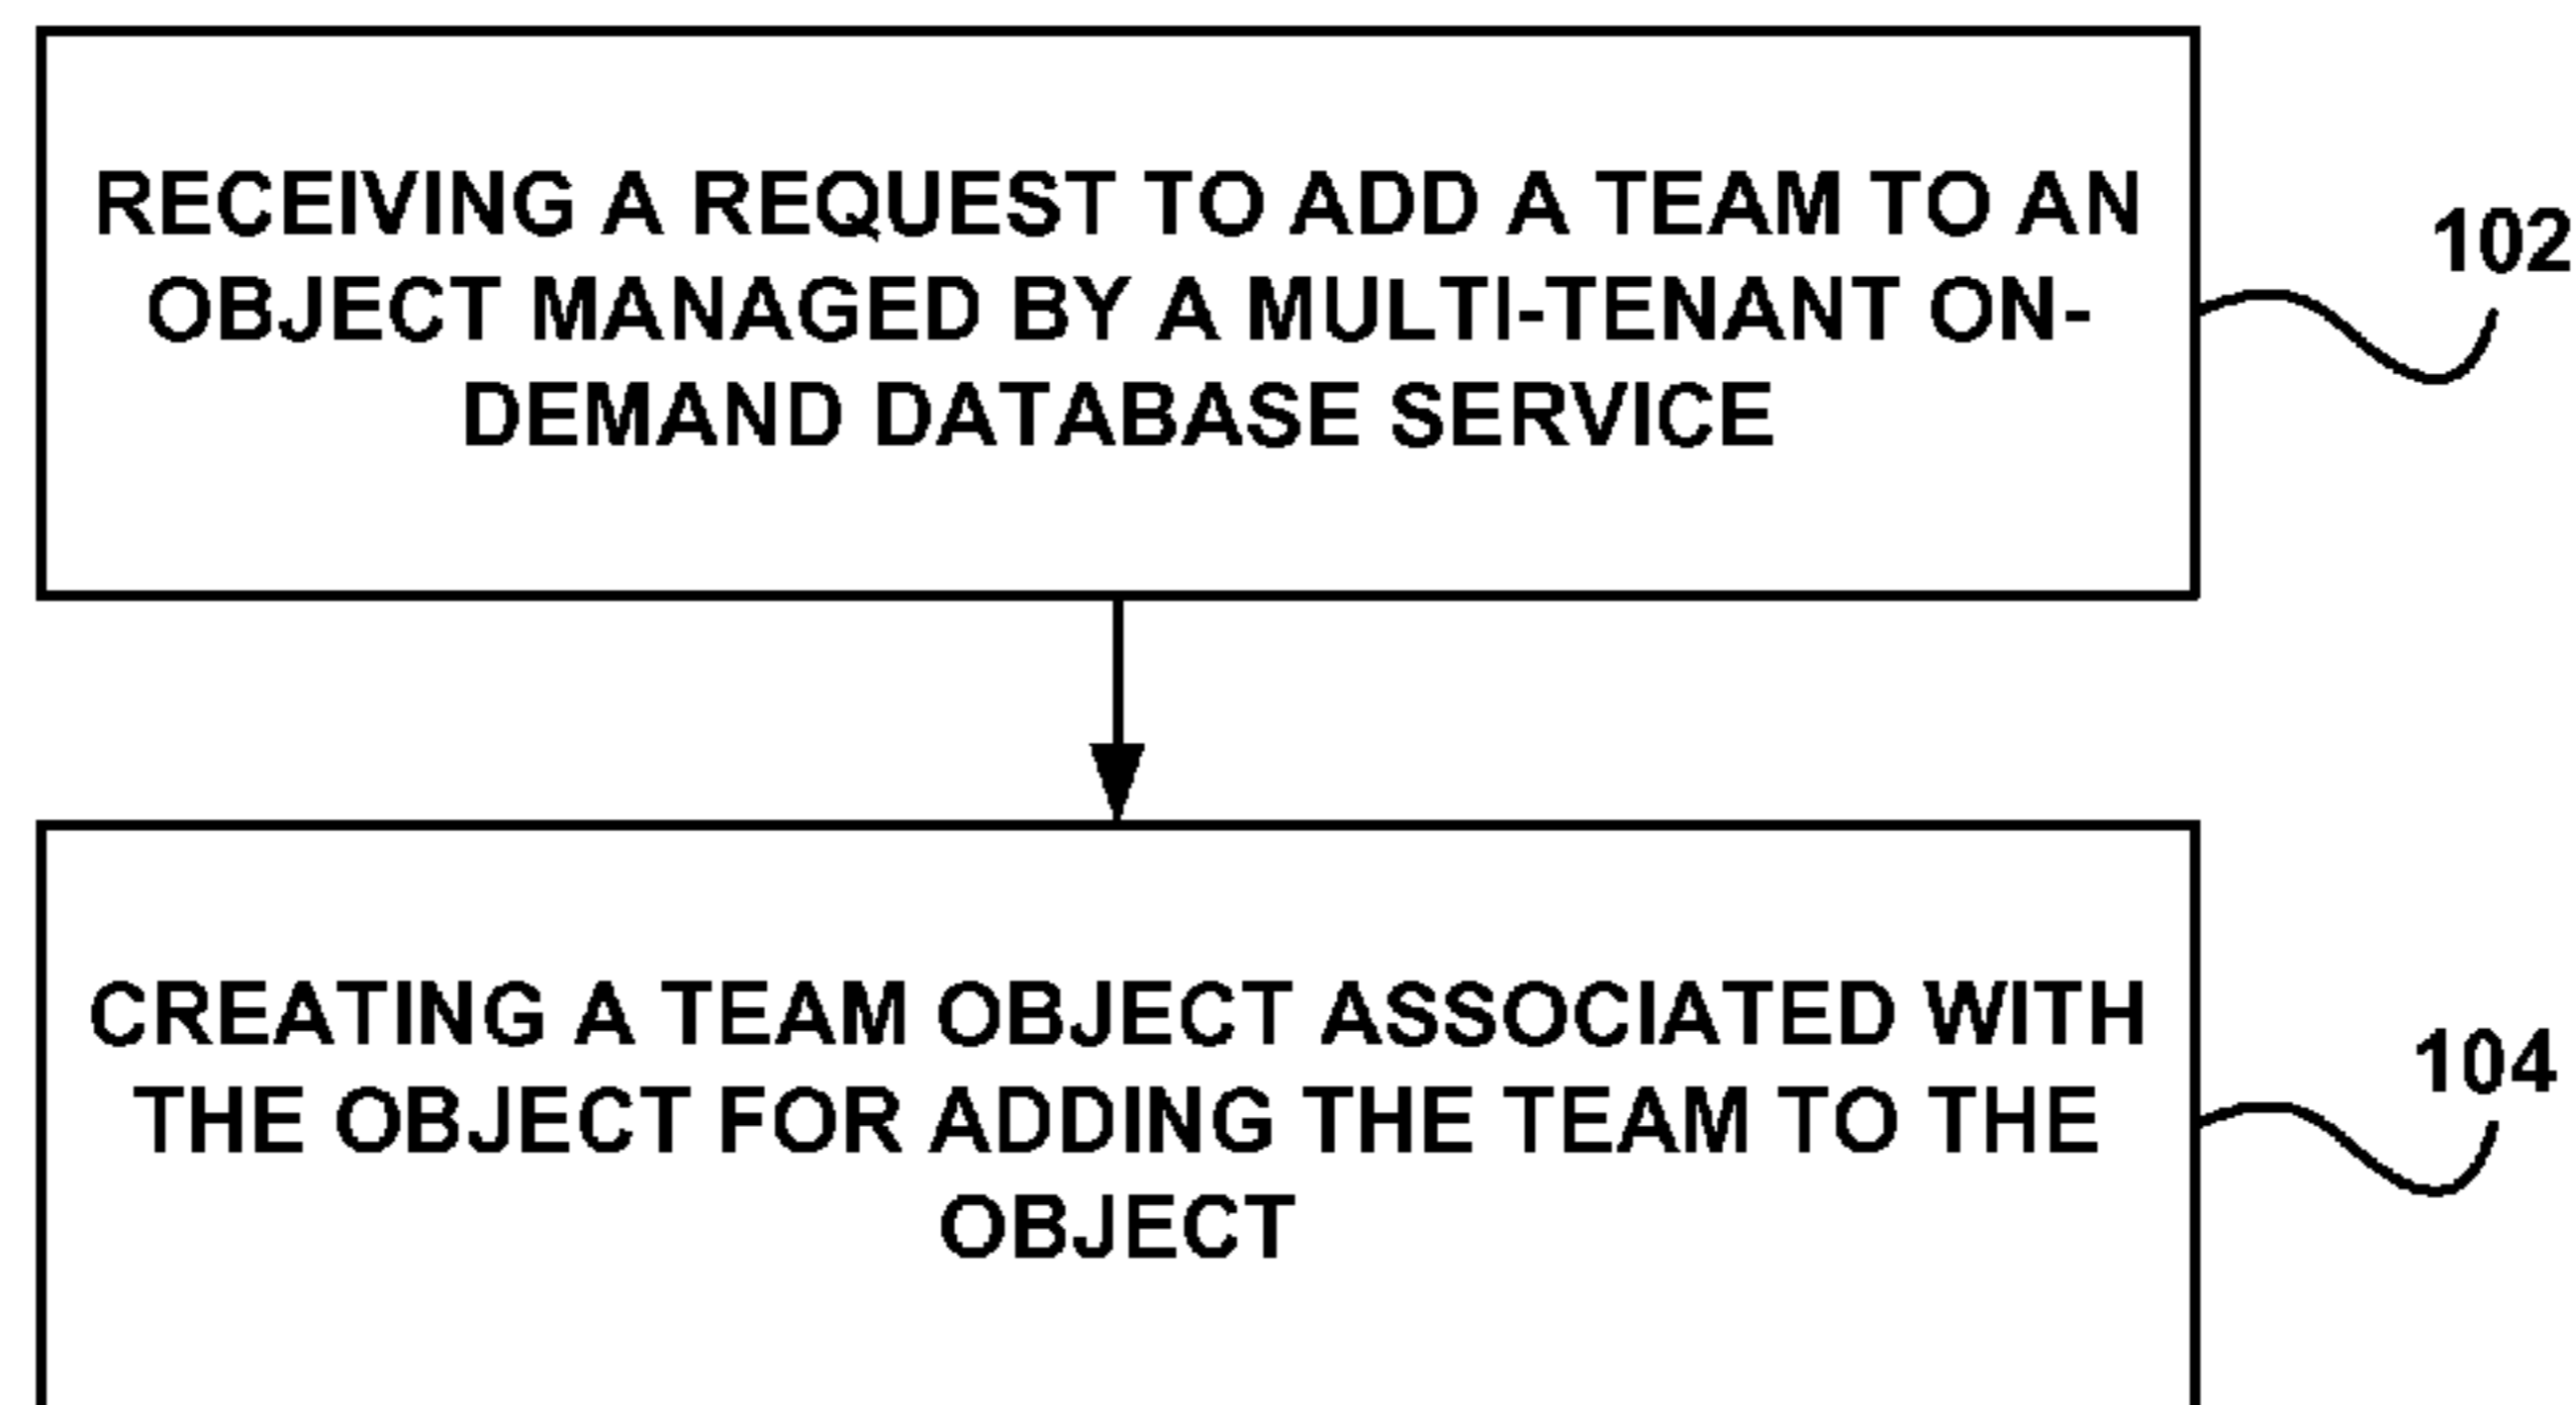 RECEIVING A REQUEST TO ADD A TEAM TO AN
OBJECT MANAGED BY A MULTI-TENANT ON-
DEMAND DATABASE SERVICE
102
CREATING A TEAM OBJECT ASSOCIATED WITH
THE OBJECT FOR ADDING THE TEAM TO THE
OBJECT
104